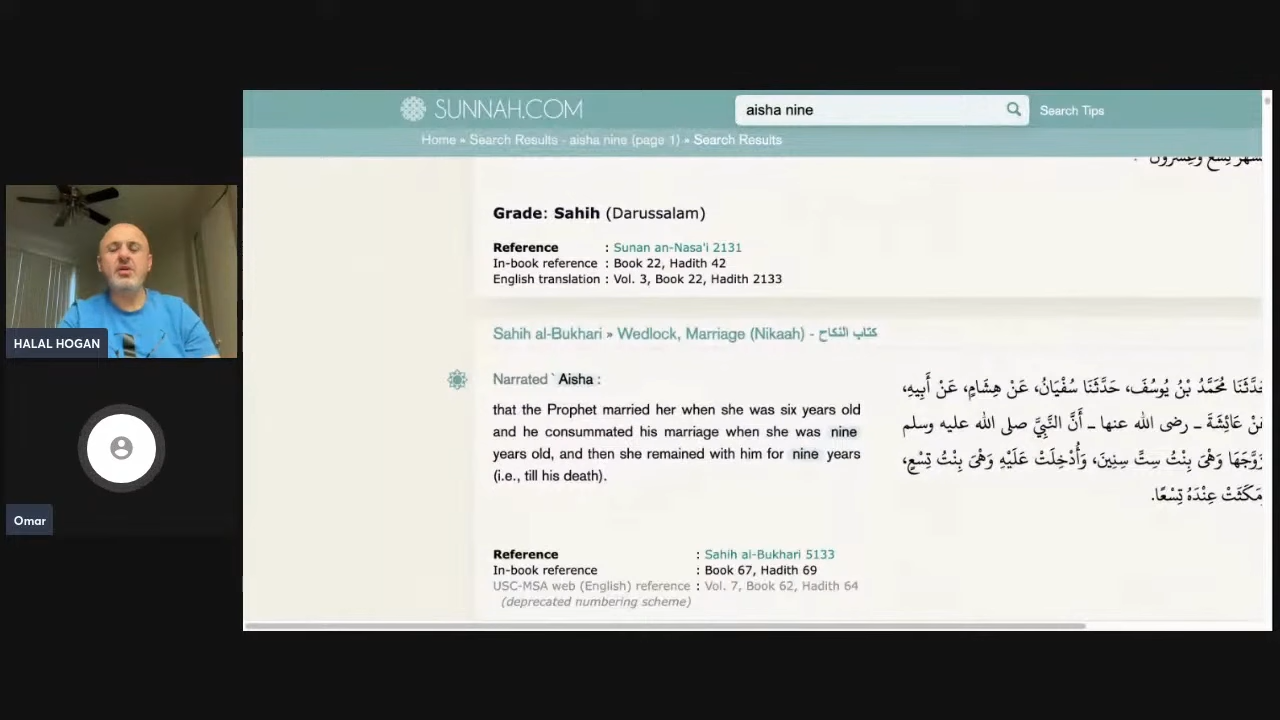 SUNNAH.COM
aisha nine
Search Tips
Home » Search Results - aisha nine (page 1) » Search Results
Grade: Sahih (Darussalam)
Reference : Sunan an-Nasa'i 2131
In-book reference : Book 22, Hadith 42
English translation : Vol. 3, Book 22, Hadith 2133
Sahih al-Bukhari » Wedlock, Marriage (Nikaah) - كتاب النكاح
Narrated `Aisha :
that the Prophet married her when she was six years old
and he consummated his marriage when she was nine
years old, and then she remained with him for nine years
(i.e., till his death).
حَدَّثَنَا مُحَمَّدُ بْنُ يُوسُفَ، حَدَّثَنَا سُفْيَانُ، عَنْ هِشَامٍ، عَنْ أَبِيهِ،
عَنْ عَائِشَةَ ـ رضى الله عنها ـ أَنَّ النَّبِيَّ صلى الله عليه وسلم
تَزَوَّجَهَا وَهْىَ بِنْتُ سِتِّ سِنِينَ، وَأُدْخِلَتْ عَلَيْهِ وَهْىَ بِنْتُ تِسْعٍ،
وَمَكَثَتْ عِنْدَهُ تِسْعًا‏.‏
Reference : Sahih al-Bukhari 5133
In-book reference : Book 67, Hadith 69
USC-MSA web (English) reference : Vol. 7, Book 62, Hadith 64
(deprecated numbering scheme)
HALAL HOGAN
Omar